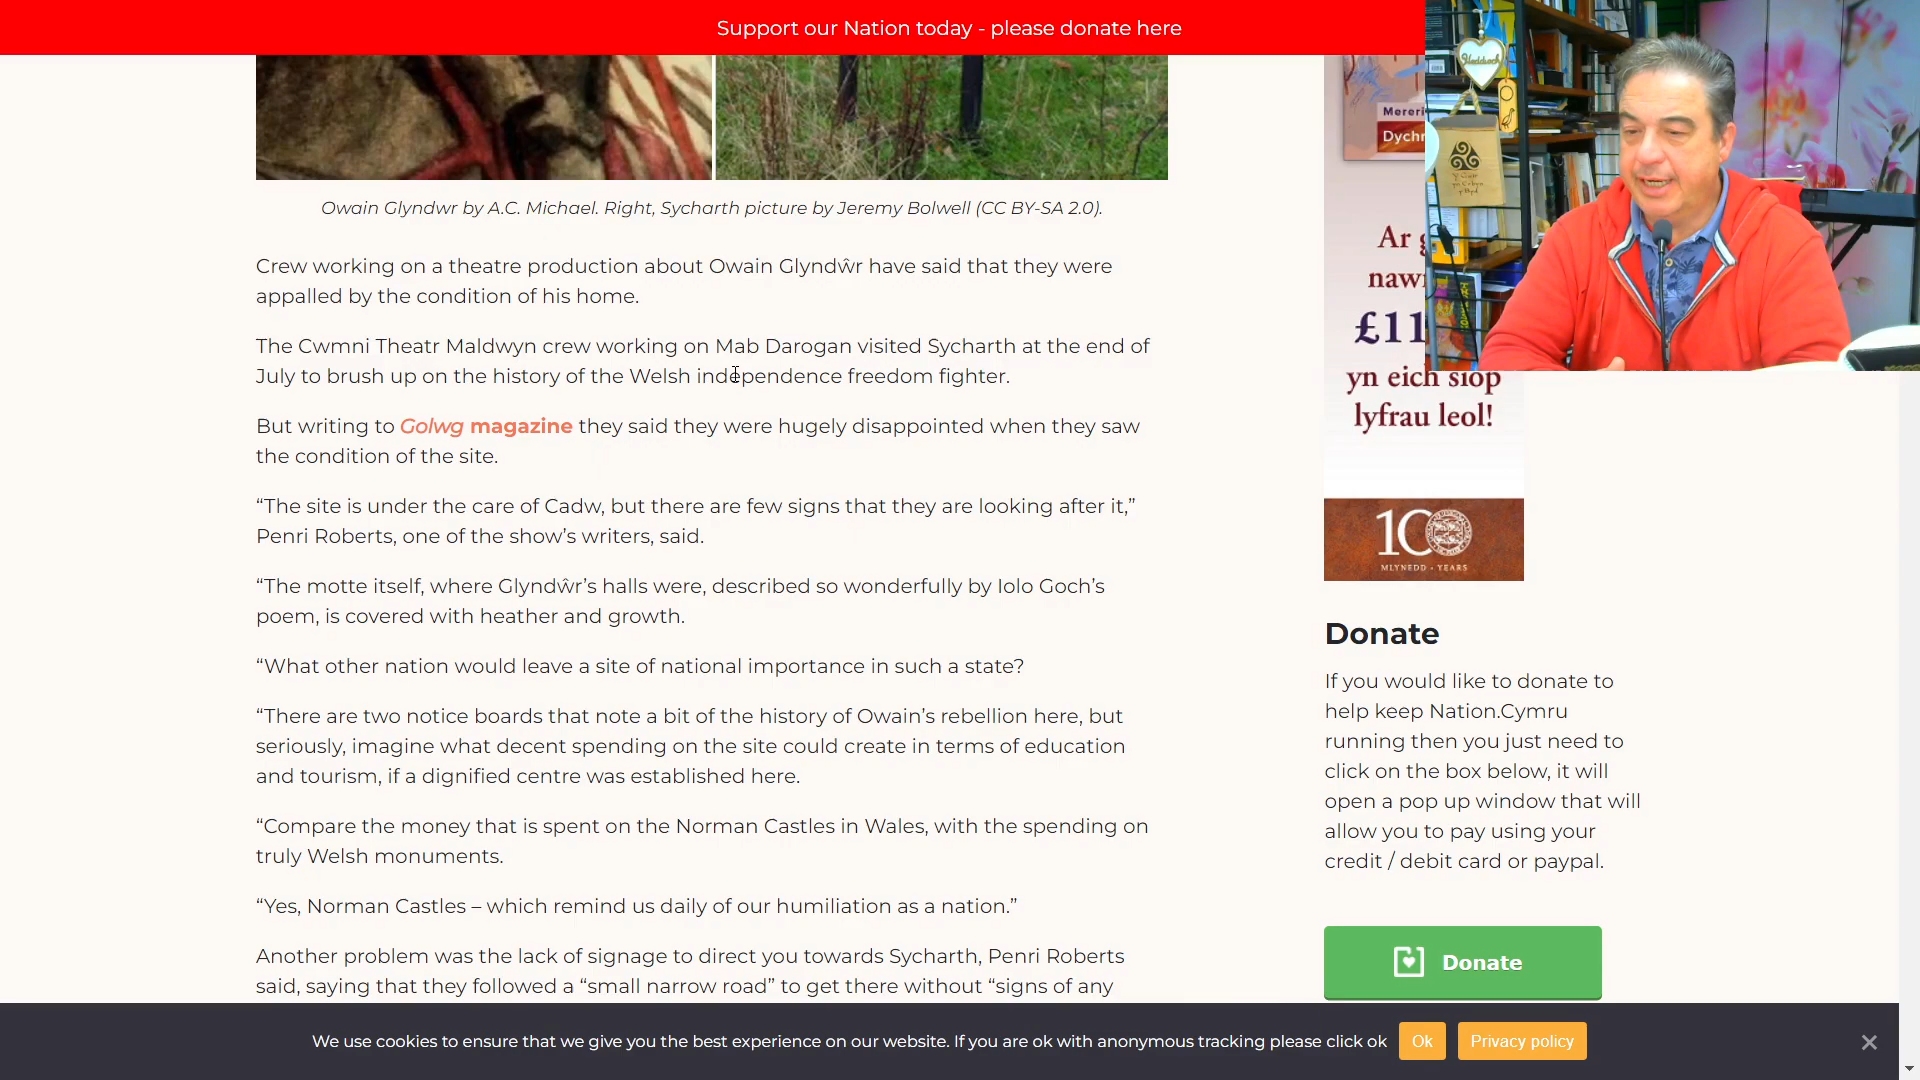 Support our Nation today - please donate here
Owain Glyndwr by A.C. Michael. Right, Sycharth picture by Jeremy Bolwell (CC BY-SA 2.0).
Crew working on a theatre production about Owain Glyndŵr have said that they were
appalled by the condition of his home.
The Cwmni Theatr Maldwyn crew working on Mab Darogan visited Sycharth at the end of
July to brush up on the history of the Welsh independence freedom fighter.
But writing to Golwg magazine they said they were hugely disappointed when they saw
the condition of the site.
“The site is under the care of Cadw, but there are few signs that they are looking after it,”
Penri Roberts, one of the show’s writers, said.
“The motte itself, where Glyndŵr’s halls were, described so wonderfully by Iolo Goch’s
poem, is covered with heather and growth.
“What other nation would leave a site of national importance in such a state?
“There are two notice boards that note a bit of the history of Owain’s rebellion here, but
seriously, imagine what decent spending on the site could create in terms of education
and tourism, if a dignified centre was established here.
“Compare the money that is spent on the Norman Castles in Wales, with the spending on
truly Welsh monuments.
“Yes, Norman Castles – which remind us daily of our humiliation as a nation.”
Another problem was the lack of signage to direct you towards Sycharth, Penri Roberts
said, saying that they followed a “small narrow road” to get there without “signs of any
Mereri
Dychr
Ar g
nawr
£11
yn eich siop
lyfrau leol!
100
MLYNEDD • YEARS
Donate
If you would like to donate to
help keep Nation.Cymru
running then you just need to
click on the box below, it will
open a pop up window that will
allow you to pay using your
credit / debit card or paypal.
Donate
We use cookies to ensure that we give you the best experience on our website. If you are ok with anonymous tracking please click ok
Ok
Privacy policy